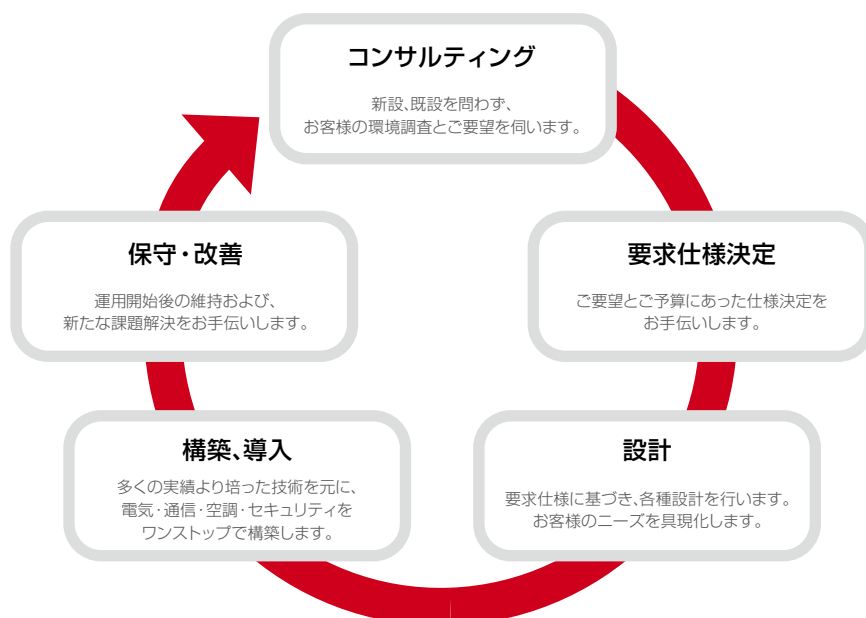 コンサルティング
新設、既設を問わず、
お客様の環境調査とご要望を伺います。
要求仕様決定
ご要望とご予算にあった仕様決定を
お手伝いします。
設計
要求仕様に基づき、各種設計を行います。
お客様のニーズを具現化します。
構築、導入
多くの実績より培った技術を元に、
電気・通信・空調・セキュリティを
ワンストップで構築します。
保守・改善
運用開始後の維持および、
新たな課題解決をお手伝いします。